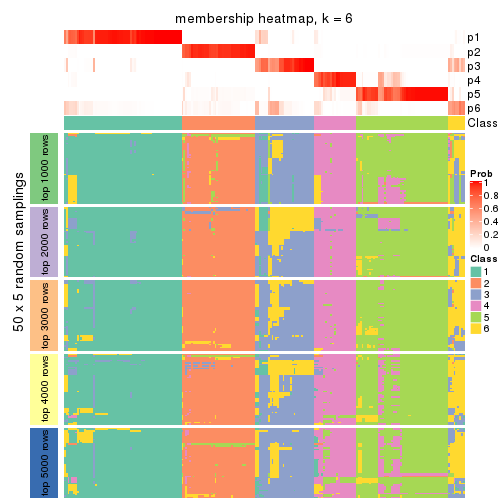 membership heatmap, k = 6
p1
p2
p3
p4
p5
p6
Class
50 x 5 random samplings
top 1000 rows
top 2000 rows
top 3000 rows
top 4000 rows
top 5000 rows
Prob
1
0.8
0.6
0.4
0.2
0
Class
1
2
3
4
5
6